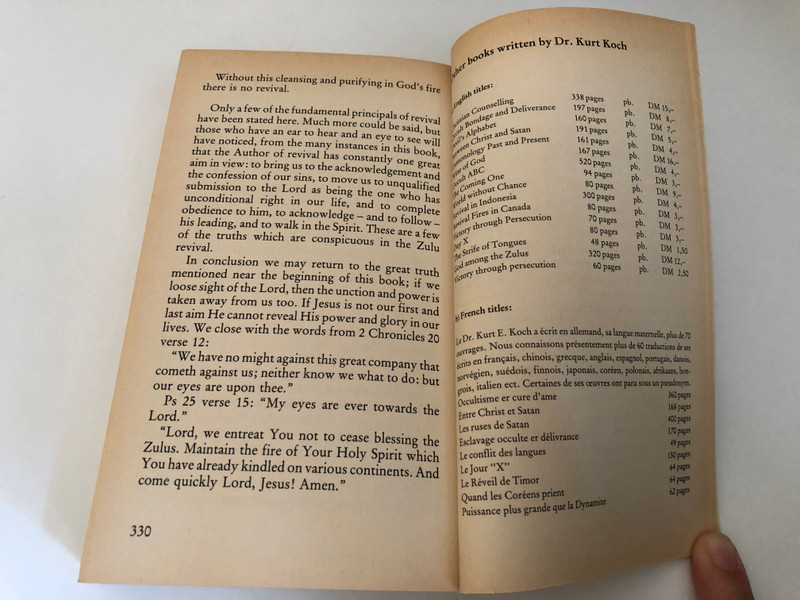 Without this cleansing and purifying in God's fire
there is no revival.
Only a few of the fundamental principals of revival
have been stated here. Much more could be said, but
those who have an ear to hear and an eye to see will
have noticed, from the many instances in this book,
that the Author of revival has constantly one great
aim in view: to bring us to the acknowledgement and
the confession of our sins, to move us to unqualified
submission to the Lord as being the one who has
unconditional right in our life, and to complete
obedience to him, to acknowledge – and to follow –
his leading, and to walk in the Spirit. These are a few
of the truths which are conspicuous in the Zulu
revival.
In conclusion we may return to the great truth
mentioned near the beginning of this book; if we
loose sight of the Lord, then the unction and power is
taken away from us too. If Jesus is not our first and
last aim He cannot reveal His power and glory in our
lives. We close with the words from 2 Chronicles 20
verse 12:
“We have no might against this great company that
cometh against us; neither know we what to do: but
our eyes are upon thee.”
Ps 25 verse 15: “My eyes are ever towards the
Lord.”
“Lord, we entreat You not to cease blessing the
Zulus. Maintain the fire of Your Holy Spirit which
You have already kindled on various continents. And
come quickly Lord, Jesus! Amen.”
330
books written by Dr. Kurt Koch
English titles:
Counselling 338 pages pb. DM 15,–
Bondage and Deliverance 197 pages pb. DM 8,–
Alphabet 160 pages pb. DM 7,–
Christ and Satan 191 pages pb. DM 5,–
Past and Present 161 pages pb. DM 4,–
of God 167 pages pb. DM 16,–
ABC 520 pages pb. DM 4,–
The Coming One 94 pages pb. DM 3,–
World without Chance 80 pages pb. DM 9,–
Revival in Indonesia 300 pages pb. DM 4,–
Revival Fires in Canada 80 pages pb. DM 3,–
Victory through Persecution 70 pages pb. DM 3,–
Day X 80 pages pb. DM 3,–
The Strife of Tongues 48 pages pb. DM 1,50
God among the Zulus 320 pages pb. DM 12,–
Victory through persecution 60 pages pb. DM 2,50
b) French titles:
Le Dr. Kurt E. Koch a écrit en allemand, sa langue maternelle, plus de 70
ouvrages. Nous connaissons présentement plus de 60 traductions de ses
écrits en français, chinois, grecque, anglais, espagnol, portugais, danois,
norvégien, suédois, finnois, japonais, coréen, polonais, afrikaans, hon-
grois, italien ect. Certaines de ses œuvres ont paru sous un pseudonym.
Occultisme er cure d'ame 360 pages
Entre Christ et Satan 168 pages
Les ruses de Satan 400 pages
Esclavage occulte er délivrance 170 pages
Le conflit des langues 49 pages
Le Jour “X” 150 pages
Le Réveil de Timor 64 pages
Quand les Coréens prient 64 pages
Puissance plus grande que la Dynamite 62 pages